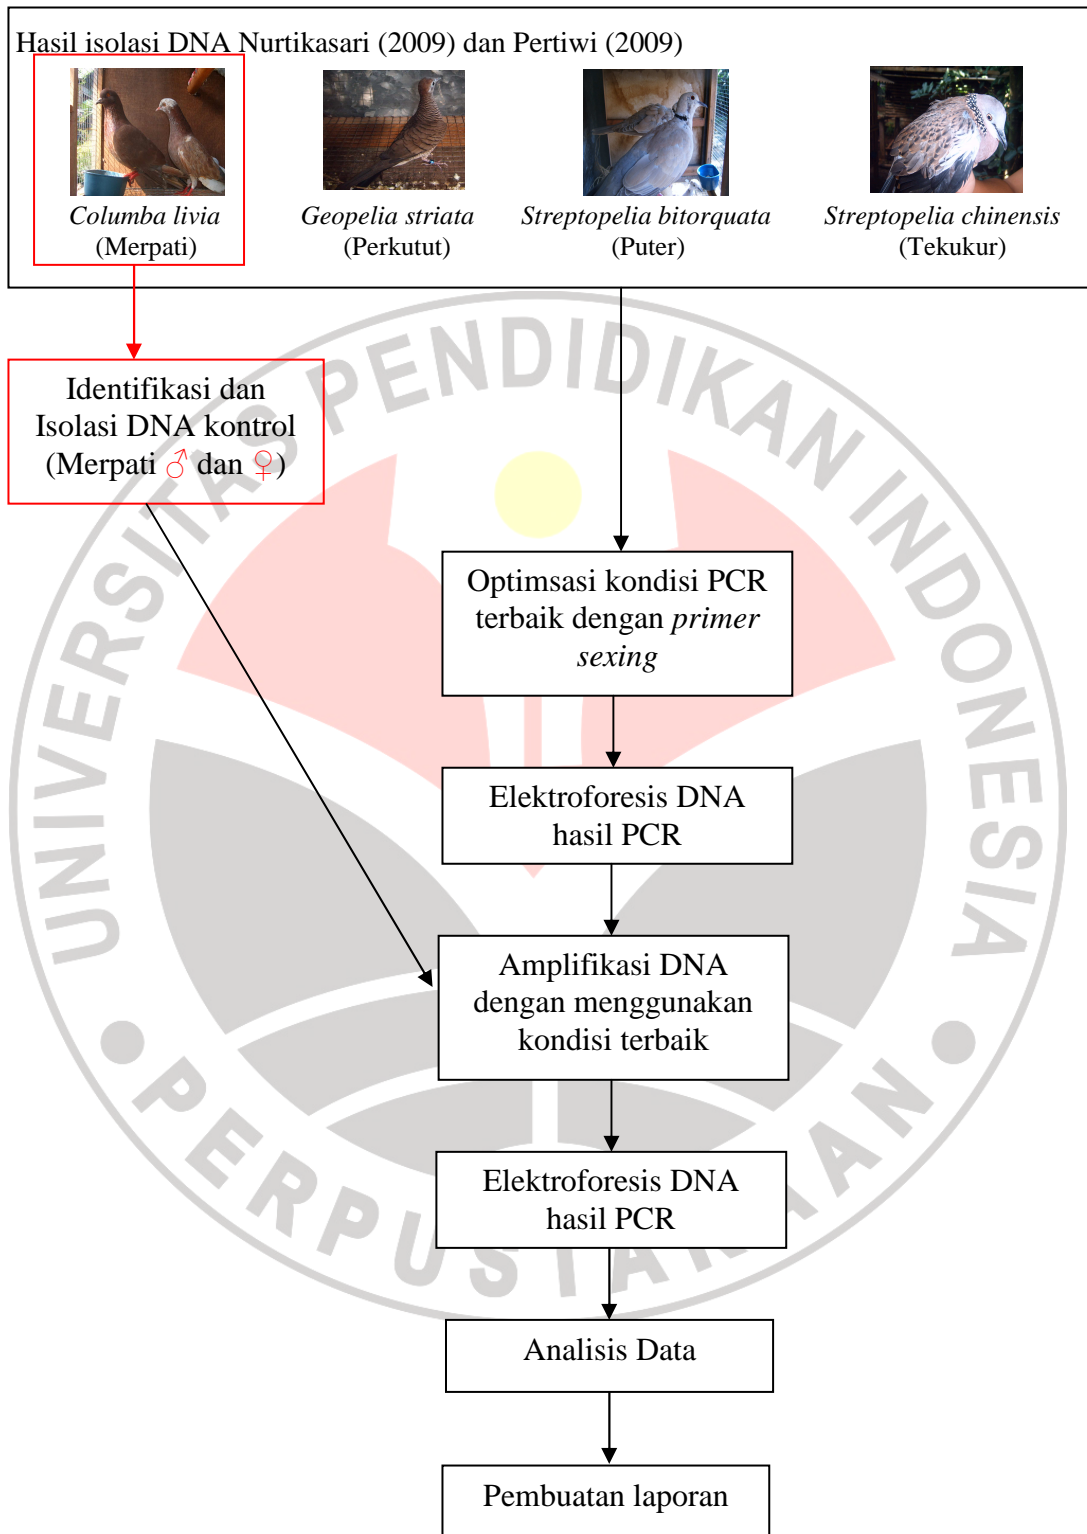 Hasil isolasi DNA Nurtikasari (2009) dan Pertiwi (2009)
Columba livia
(Merpati)
Geopelia striata
(Perkutut)
Streptopelia bitorquata
(Puter)
Streptopelia chinensis
(Tekukur)
Identifikasi dan
Isolasi DNA kontrol
(Merpati ♂ dan ♀)
Optimsasi kondisi PCR
terbaik dengan primer
sexing
Elektroforesis DNA
hasil PCR
Amplifikasi DNA
dengan menggunakan
kondisi terbaik
Elektroforesis DNA
hasil PCR
Analisis Data
Pembuatan laporan
UNIVERSITAS PENDIDIKAN INDONESIA
PERPUSTAKAAN